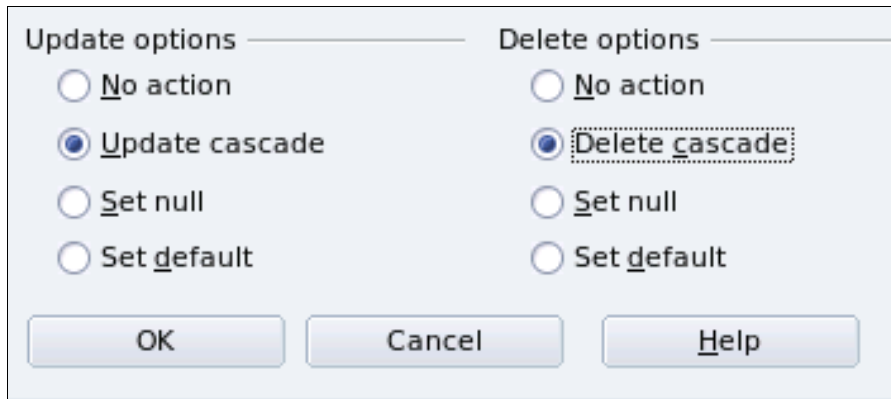 Update options
No action
Update cascade
Set null
Set default
Delete options
No action
Delete cascade
Set null
Set default
OK
Cancel
Help